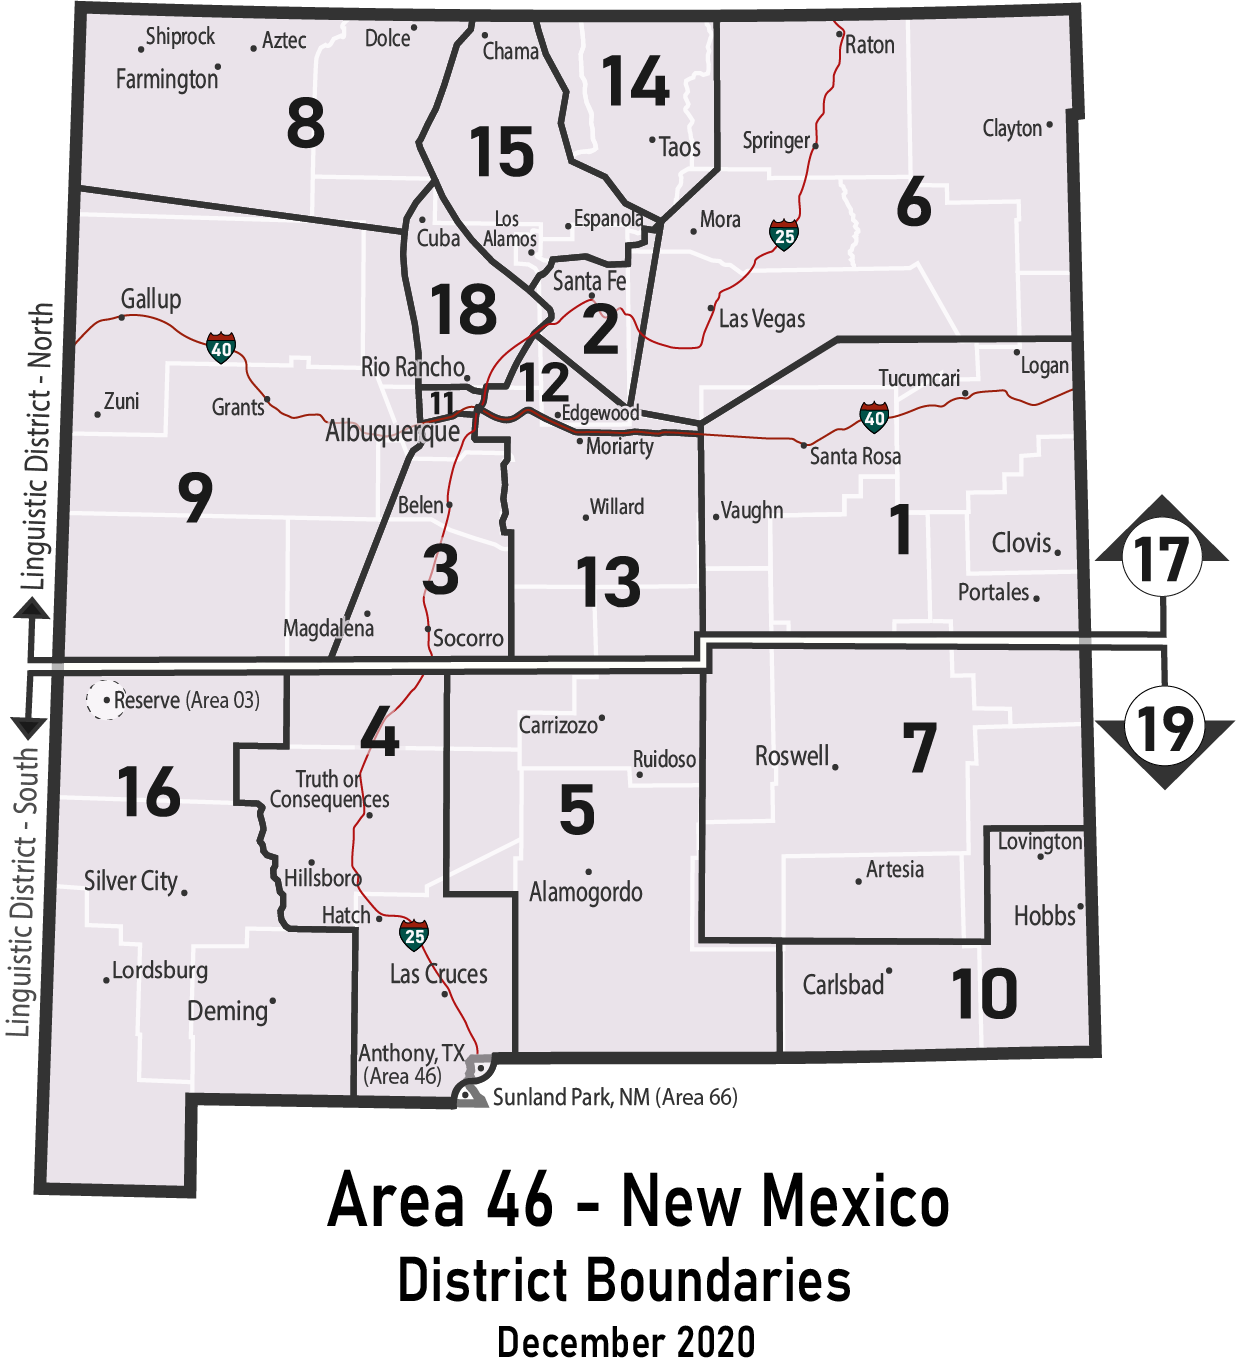 Shiprock
Aztec
Dolce
Farmington
8
Chama
15
14
Taos
Raton
Springer
Clayton
6
Mora
25
Cuba
Los
Alamos
Espanola
Santa Fe
2
Las Vegas
18
Gallup
40
Rio Rancho
12
11
Edgewood
Albuquerque
Moriarty
Zuni
Grants
9
Logan
Tucumcari
40
Santa Rosa
Vaughn
1
Clovis
Portales
Belen
3
Magdalena
Socorro
Willard
13
Linguistic District - North
17
Linguistic District - South
19
Reserve (Area 03)
16
4
Truth or
Consequences
Hillsboro
Hatch
25
Las Cruces
Silver City
Lordsburg
Deming
Anthony, TX
(Area 46)
Sunland Park, NM (Area 66)
Carrizozo
Ruidoso
5
Alamogordo
Roswell
7
Artesia
Lovington
Hobbs
Carlsbad
10
Area 46 - New Mexico
District Boundaries
December 2020